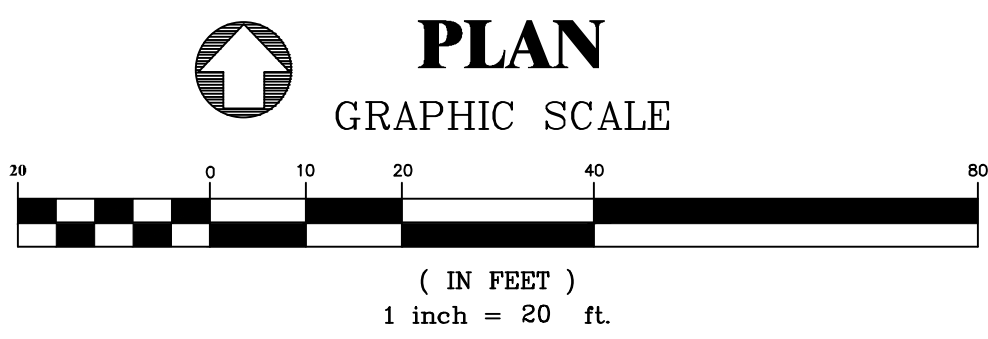 PLAN
GRAPHIC SCALE
20 0 10 20 40 80
( IN FEET )
1 inch = 20 ft.